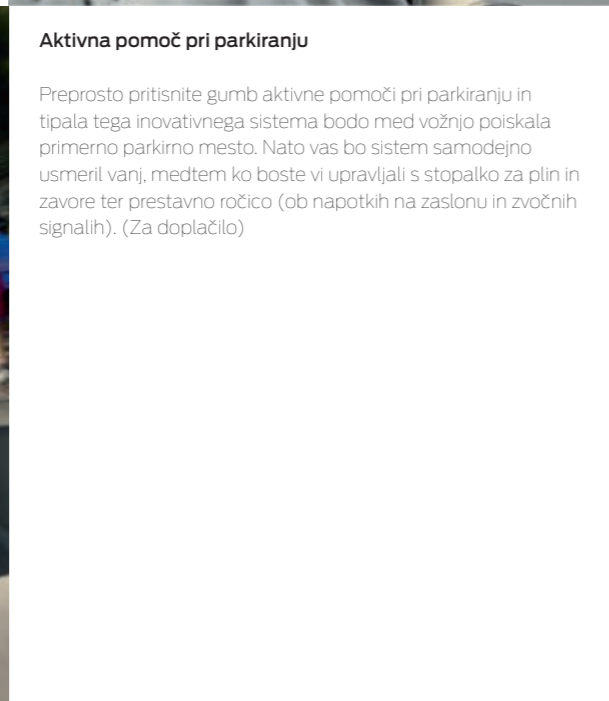 Aktivna pomoč pri parkiranju
Preprosto pritisnite gumb aktivne pomoči pri parkiranju in
tipala tega inovativnega sistema bodo med vožnjo poiskala
primerno parkirno mesto. Nato vas bo sistem samodejno
usmeril vanj, medtem ko boste vi upravljali s stopalko za plin in
zavore ter prestavno ročico (ob napotkih na zaslonu in zvočnih
signalih). (Za doplačilo)